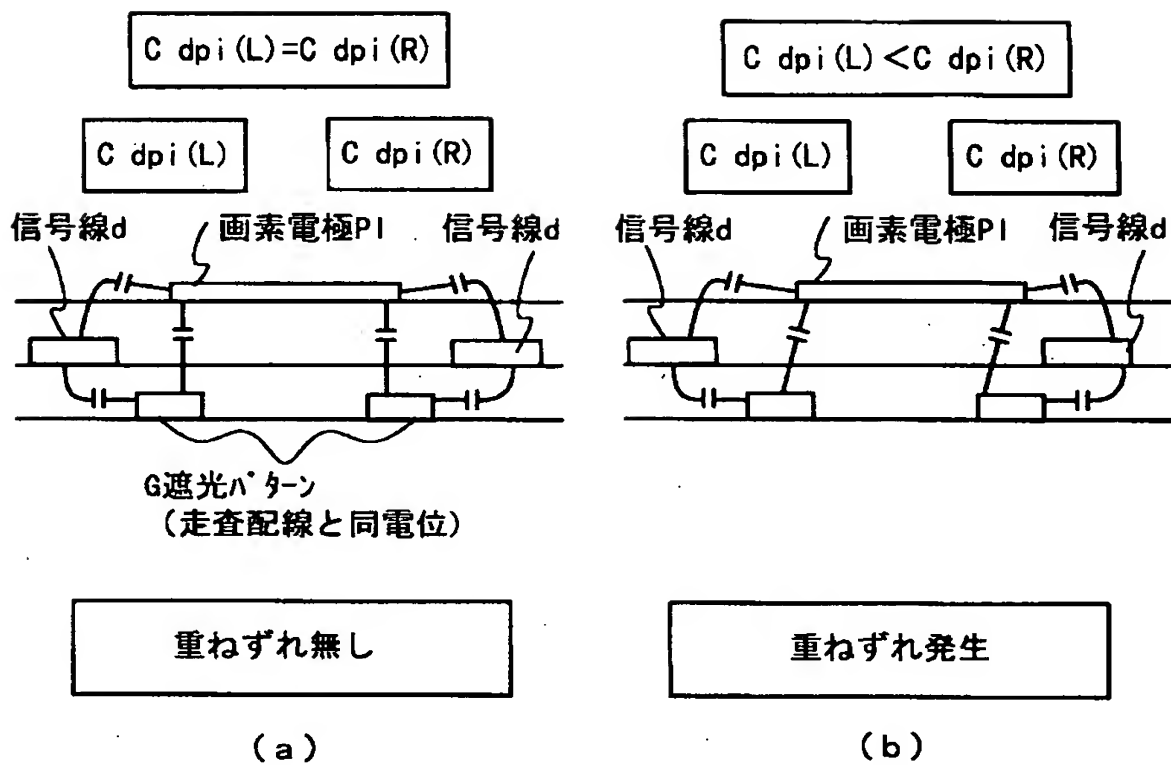 C dpi(L)=C dpi(R)
C dpi(L)
C dpi(R)
信号線d
画素電極PI
信号線d
G遮光パターン
(走査配線と同電位)
重ねずれ無し
(a)
C dpi(L)<C dpi(R)
C dpi(L)
C dpi(R)
信号線d
画素電極PI
信号線d
重ねずれ発生
(b)